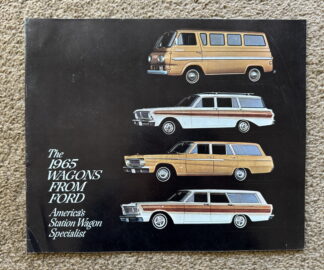 The
1965
WAGONS
FROM
FORD
America's
Station Wagon
Specialist